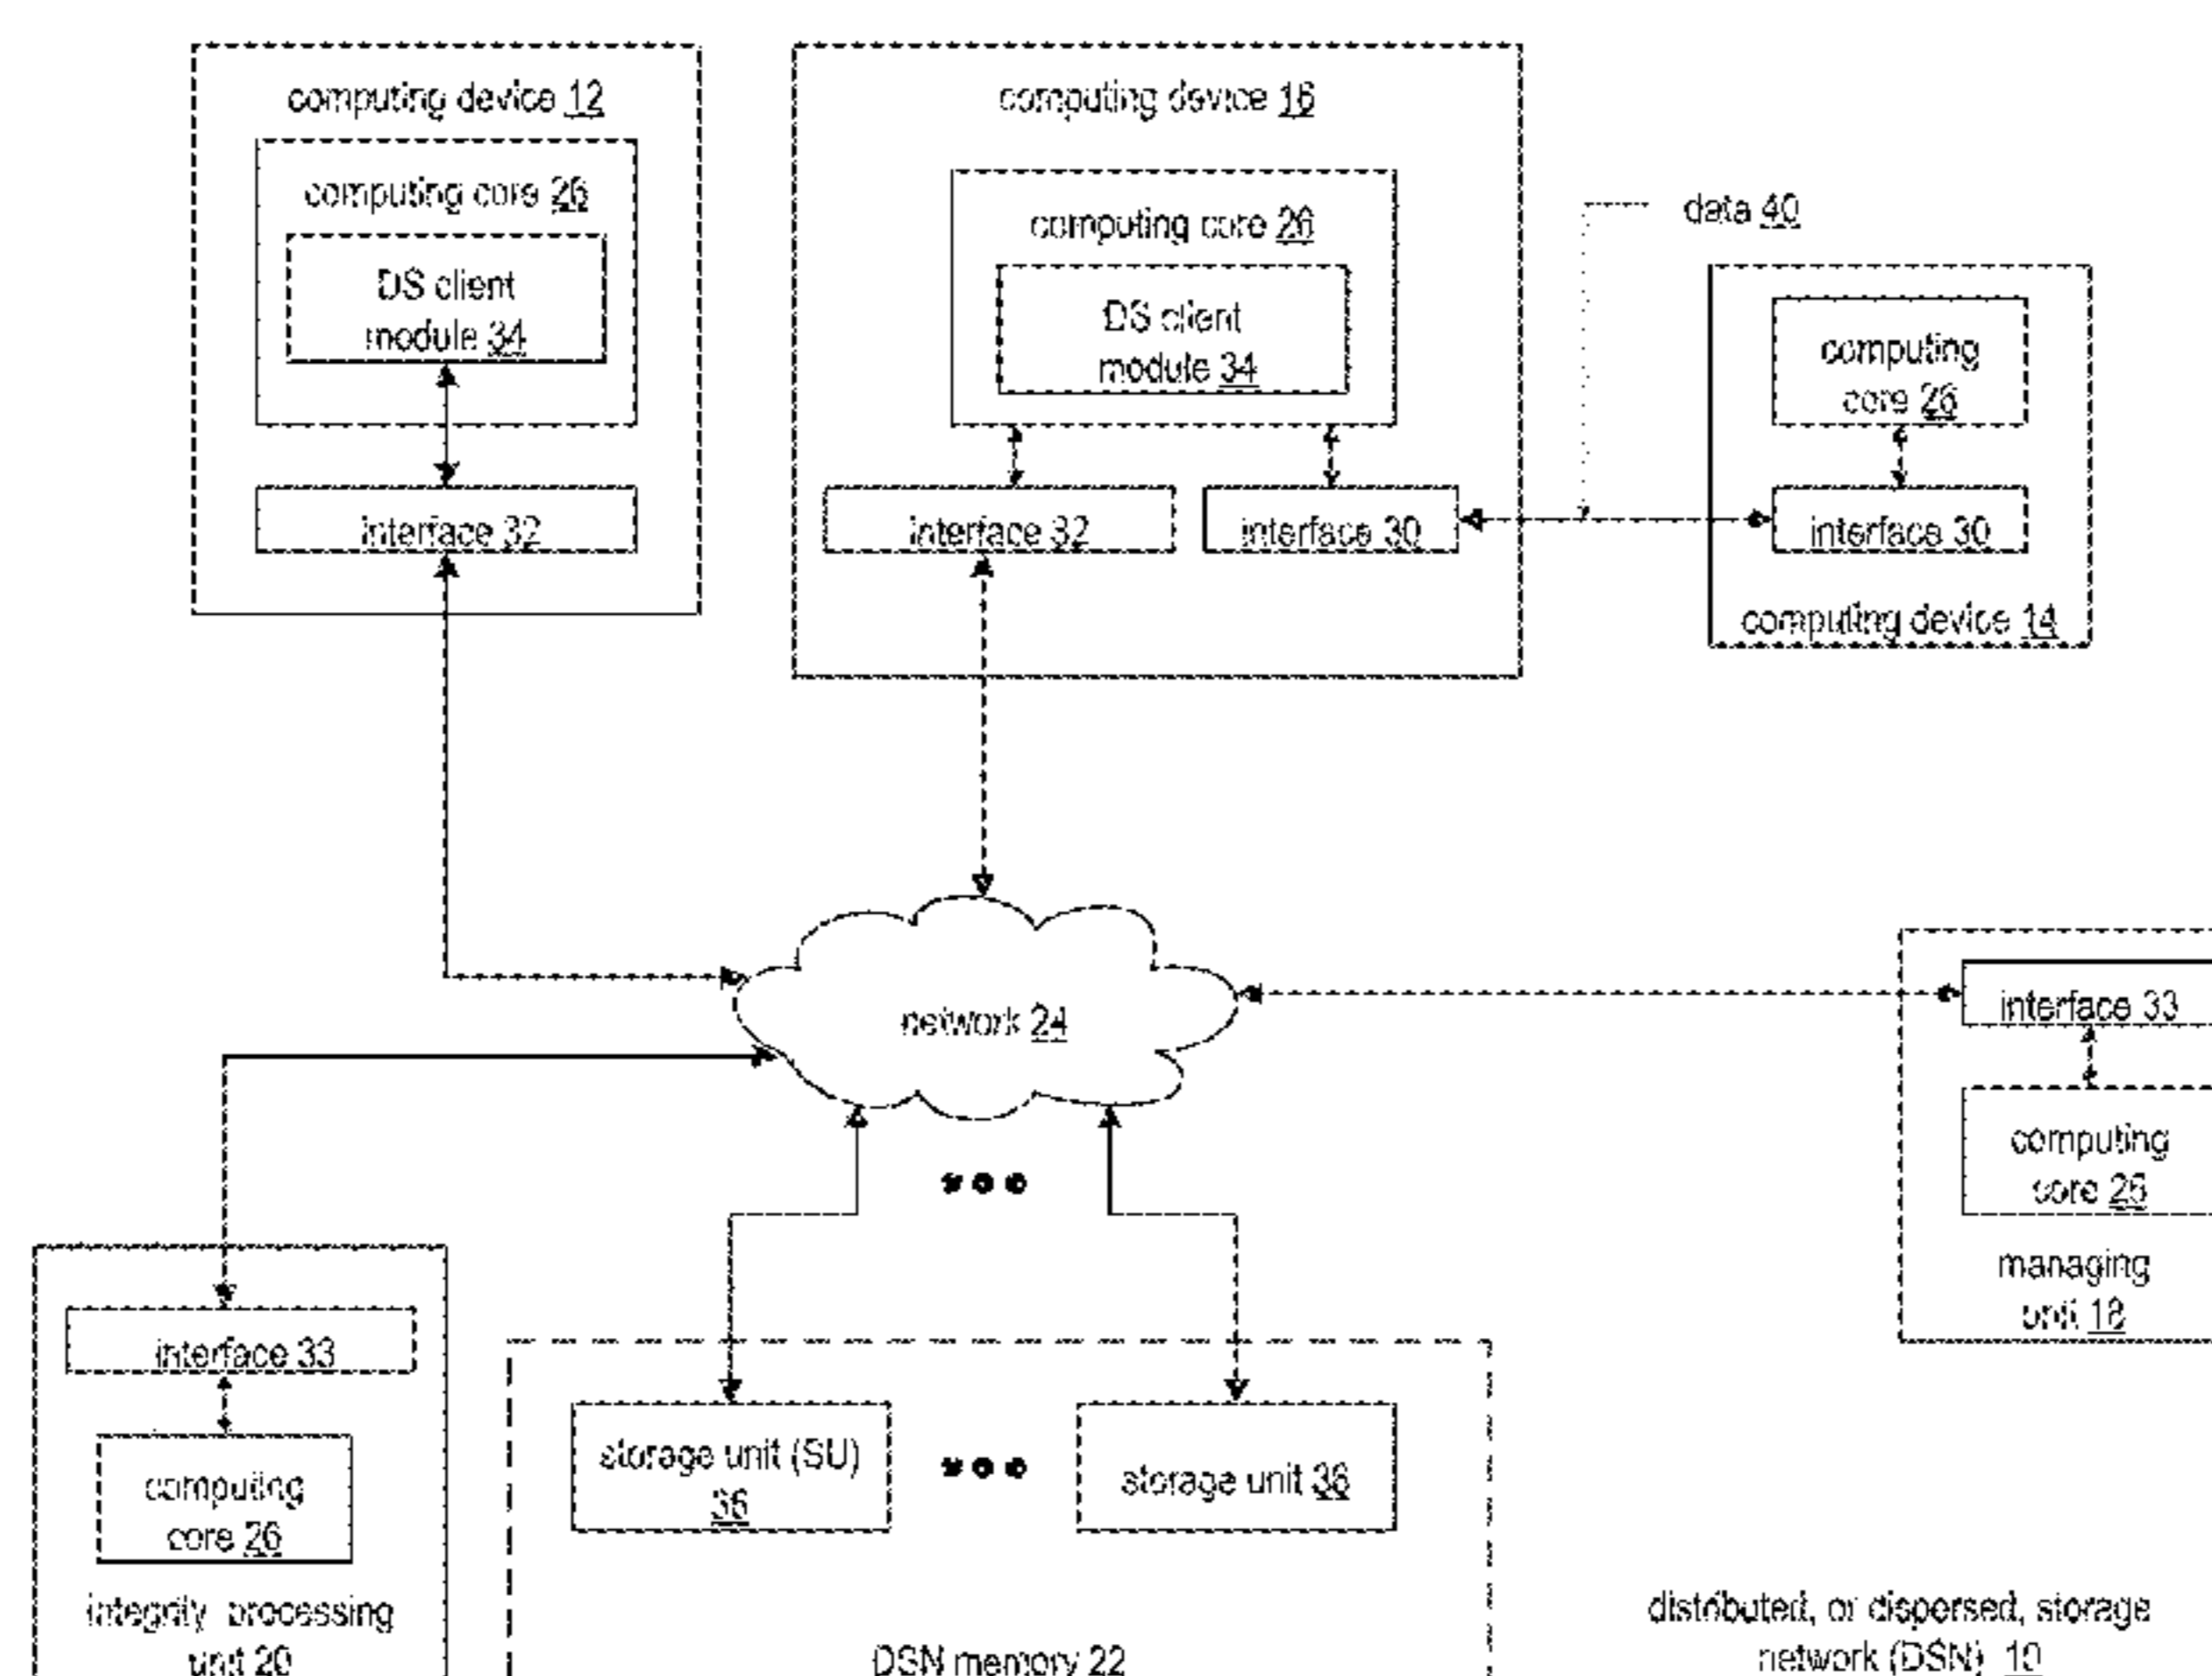 computing device 12
computing core 26
DS client
module 34
interface 32
computing device 16
computing core 26
DS client
module 34
interface 32
interface 30
data 40
computing
core 26
interface 30
computing device 14
network 24
interface 33
computing
core 26
managing
unit 18
interface 33
computing
core 26
integrity processing
unit 20
storage unit (SU)
36
storage unit 36
DSN memory 22
distributed, or dispersed, storage
network (DSN) 10